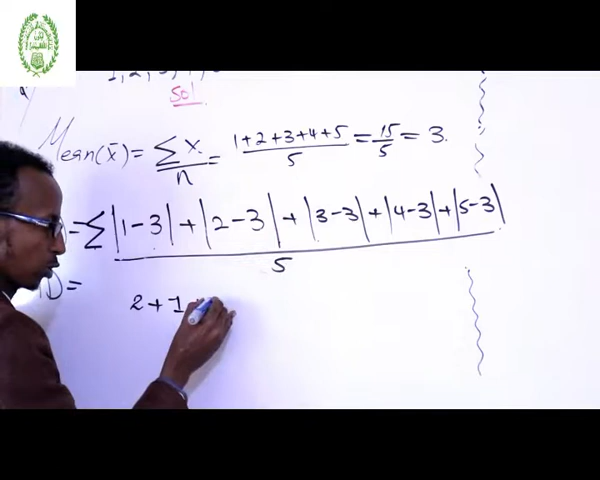 Sol
Mean(x̄) = ∑x/n = 1+2+3+4+5/5 = 15/5 = 3.
= ∑|1-3| + |2-3| + |3-3| + |4-3| + |5-3|
5
D =
2+1